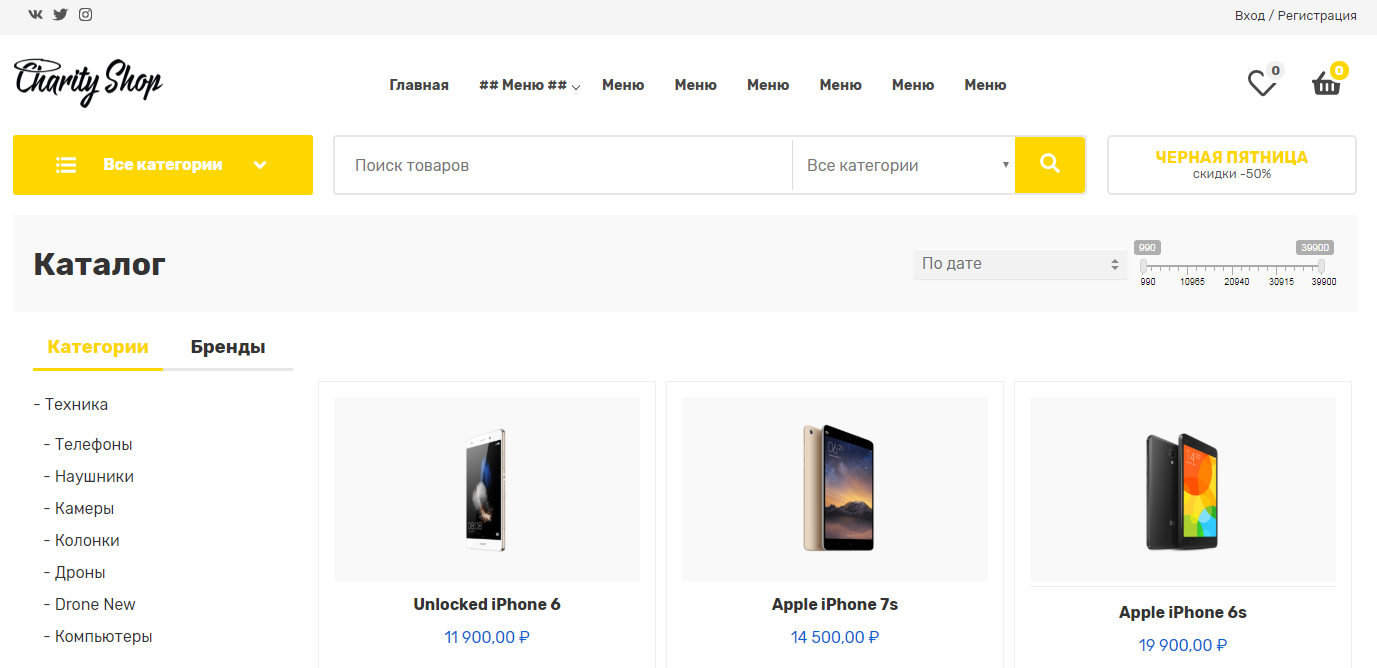 Вход / Регистрация
Charity Shop
Главная ## Меню ## Меню Меню Меню Меню Меню Меню
0 0
Все категории
Поиск товаров
Все категории
ЧЕРНАЯ ПЯТНИЦА
скидки -50%
Каталог
По дате
990 39900
990 10965 20940 30915 39900
Категории Бренды
- Техника
- Телефоны
- Наушники
- Камеры
- Колонки
- Дроны
- Drone New
- Компьютеры
Unlocked iPhone 6
11 900,00 ₽
Apple iPhone 7s
14 500,00 ₽
Apple iPhone 6s
19 900,00 ₽